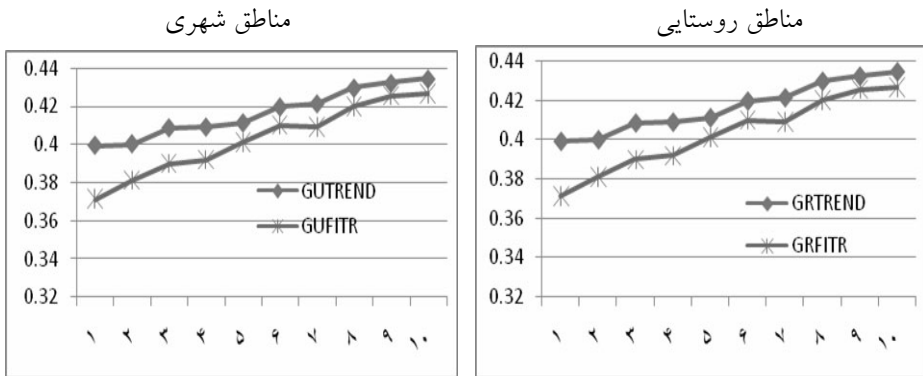 مناطق روستایی
0.44
0.42
0.4
0.38
0.36
0.34
0.32
GRTREND
GRFITR
۱ ۲ ۳ ۴ ۵ ۶ ۷ ۸ ۹ ۱۰
مناطق شهری
0.44
0.42
0.4
0.38
0.36
0.34
0.32
GUTREND
GUFITR
۱ ۲ ۳ ۴ ۵ ۶ ۷ ۸ ۹ ۱۰